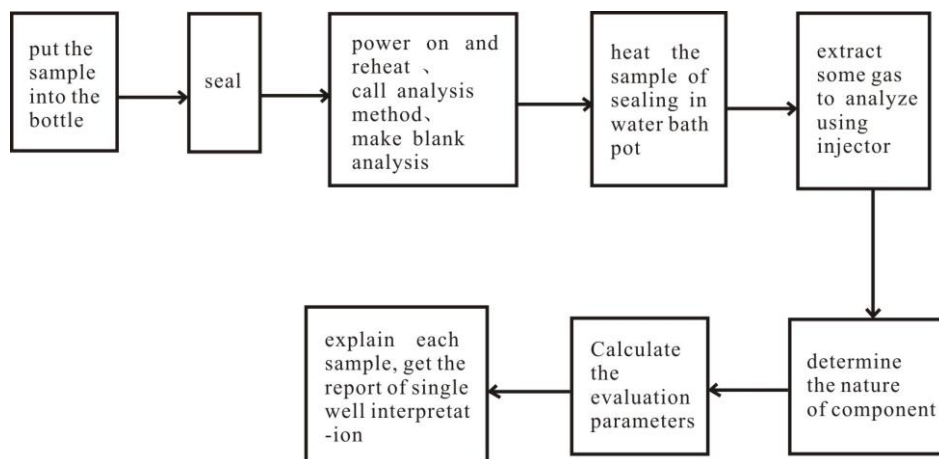 put the
sample
into the
bottle
seal
power on and
reheat 、
call analysis
method、
make blank
analysis
heat the
sample of
sealing in
water bath
pot
extract
some gas
to analyze
using
injector
determine
the nature
of component
Calculate
the
evaluation
parameters
explain each
sample, get the
report of single
well interpretat
-ion